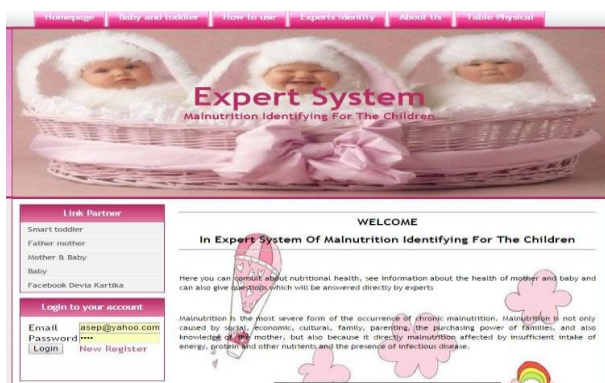 Homepage Baby and toddler How to use Experts Identity About Us Table Physical
Expert System
Malnutrition Identifying For The Children
Link Partner
Smart toddler
Father mother
Mother & Baby
Baby
Facebook Devia Kartika
Login to your account
Email asep@yahoo.com
Password ••••
Login New Register
WELCOME
In Expert System Of Malnutrition Identifying For The Children
Here you can consult about nutritional health, see information about the health of mother and baby and
can also give questions which will be answered directly by experts
Malnutrition is the most severe form of the occurrence of chronic malnutrition. Malnutrition is not only
caused by social, economic, cultural, family, parenting, the purchasing power of families, and also
knowledge of the mother, but also because it directly malnutrition affected by insufficient intake of
energy, protein and other nutrients and the presence of infectious disease.